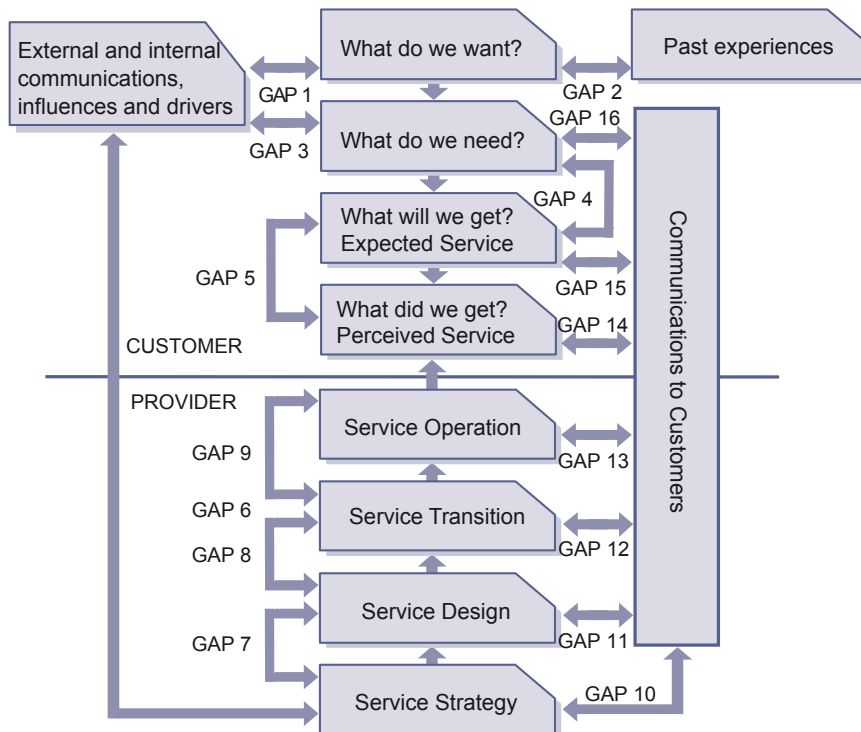 External and internal
communications,
influences and drivers
What do we want?
Past experiences
GAP 1
GAP 2
GAP 16
GAP 3
What do we need?
GAP 4
What will we get?
Expected Service
GAP 5
GAP 15
What did we get?
Perceived Service
GAP 14
Communications to Customers
CUSTOMER
PROVIDER
Service Operation
GAP 9
GAP 13
GAP 6
Service Transition
GAP 8
GAP 12
Service Design
GAP 7
GAP 11
Service Strategy
GAP 10